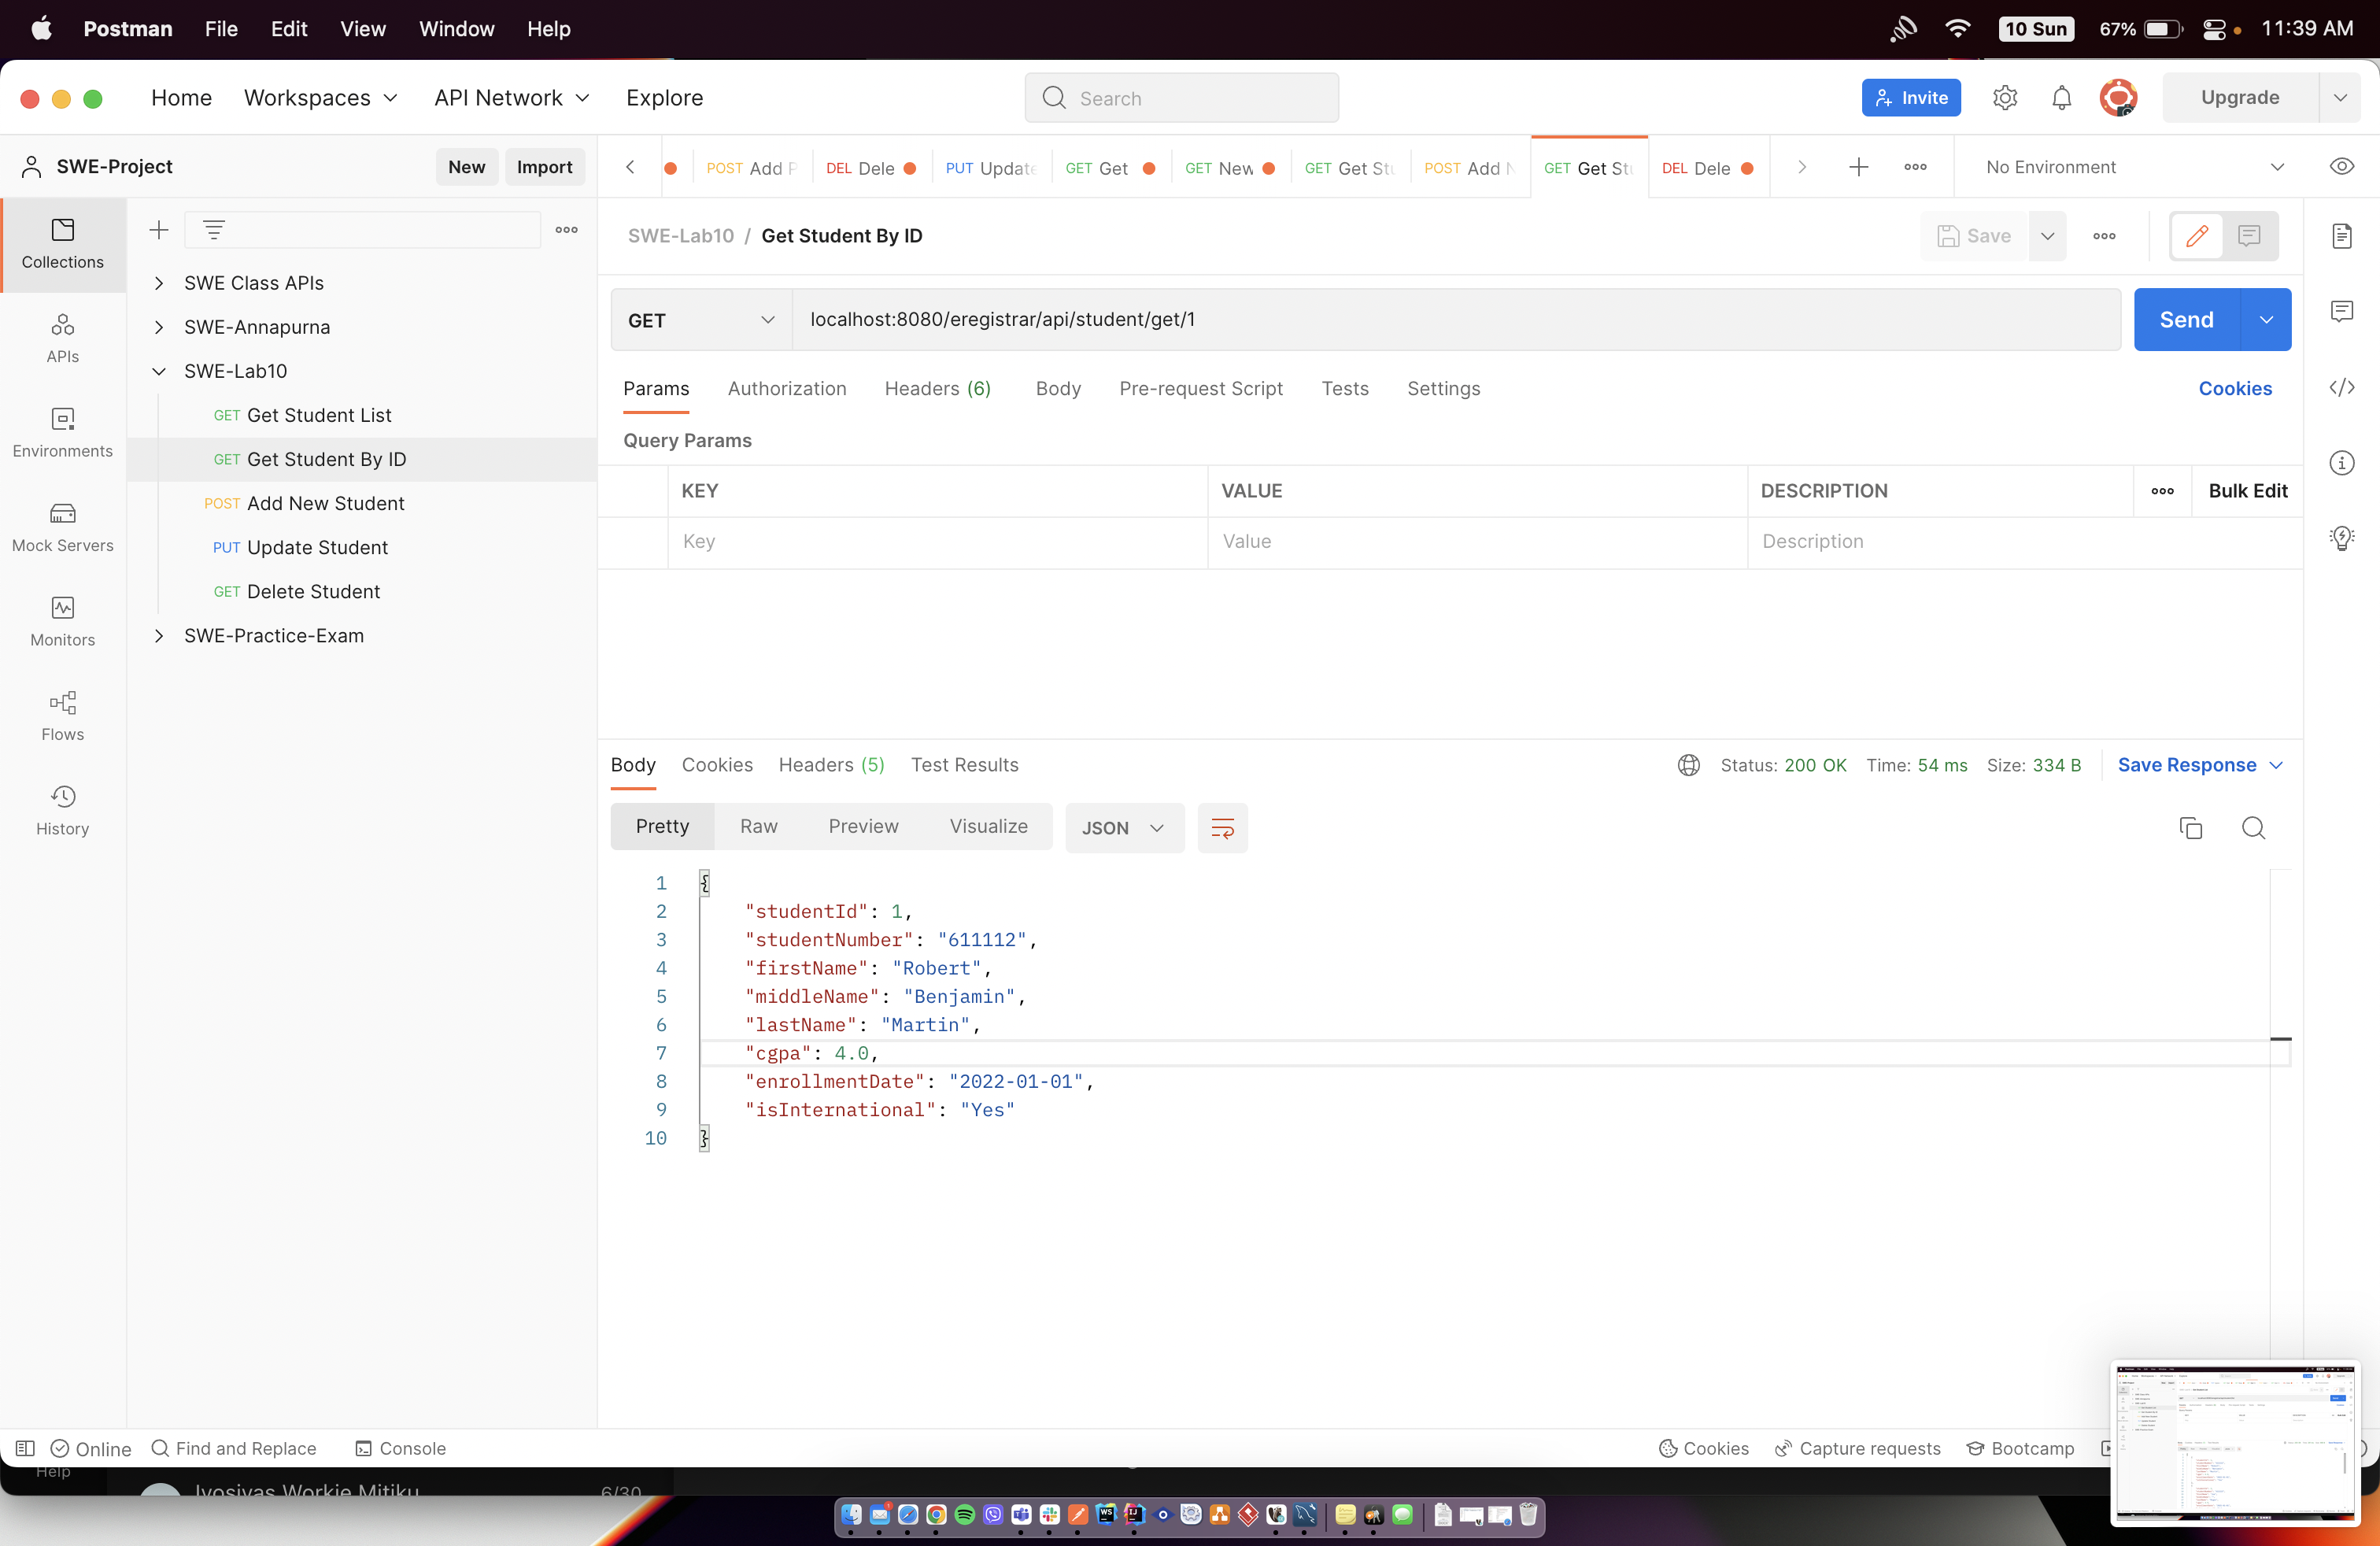 Postman File Edit View Window Help
10 Sun 67% 11:39 AM
Home Workspaces API Network Explore
Search
Invite
Upgrade
SWE-Project
New Import
POST Add
DEL Dele
PUT Update
GET Get
GET New
GET Get Stu
POST Add
GET Get Stu
DEL Dele
No Environment
Collections
APIs
Environments
Mock Servers
Monitors
Flows
History
SWE Class APIs
SWE-Annapurna
SWE-Lab10
GET Get Student List
GET Get Student By ID
POST Add New Student
PUT Update Student
GET Delete Student
SWE-Practice-Exam
SWE-Lab10 / Get Student By ID
Save
GET localhost:8080/eregistrar/api/student/get/1
Send
Params Authorization Headers (6) Body Pre-request Script Tests Settings
Cookies
Query Params
KEY VALUE DESCRIPTION Bulk Edit
Key Value Description
Body Cookies Headers (5) Test Results
Status: 200 OK Time: 54 ms Size: 334 B Save Response
Pretty Raw Preview Visualize JSON
1 {
2 "studentId": 1,
3 "studentNumber": "611112",
4 "firstName": "Robert",
5 "middleName": "Benjamin",
6 "lastName": "Martin",
7 "cgpa": 4.0,
8 "enrollmentDate": "2022-01-01",
9 "isInternational": "Yes"
10 }
Online Find and Replace Console
Cookies Capture requests Bootcamp
Help
Iyosiyas Workie Mitiku 6/30
WS
IJ